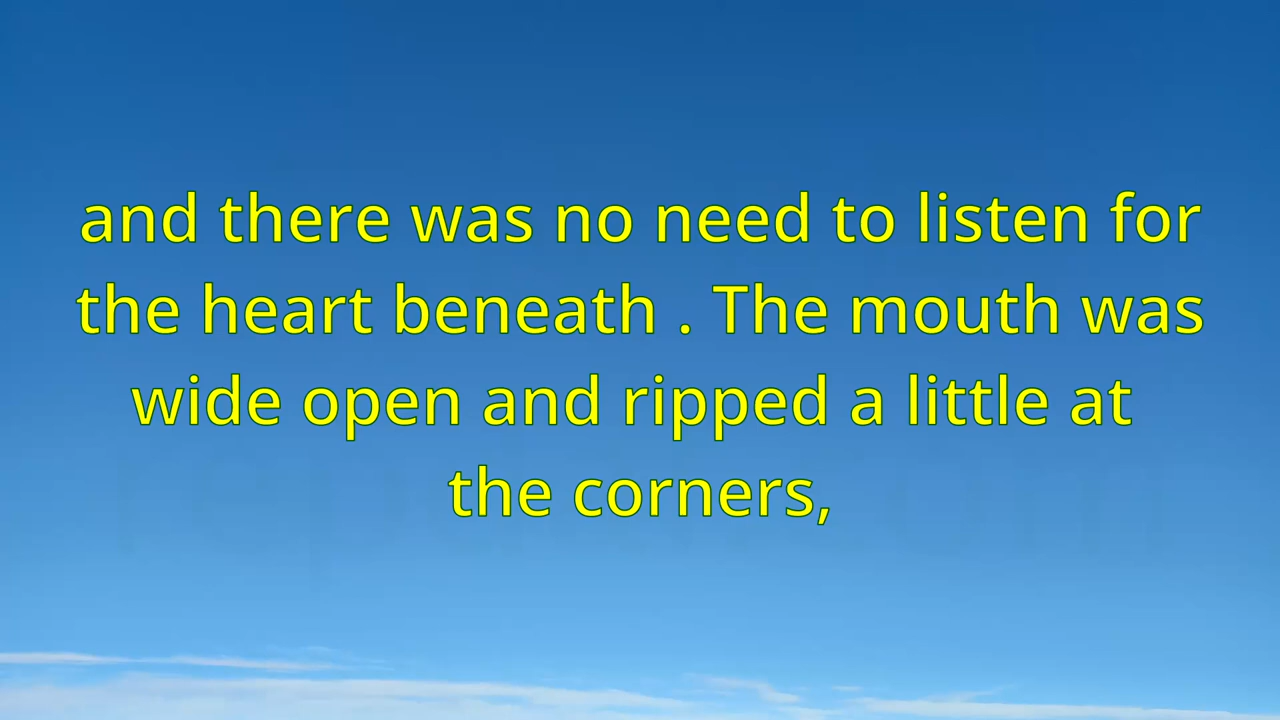 and there was no need to listen for
the heart beneath . The mouth was
wide open and ripped a little at
the corners,